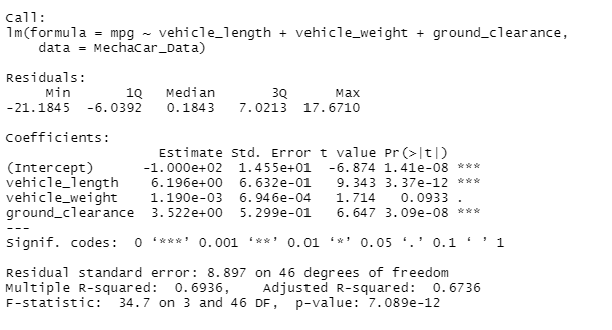 Call:
lm(formula = mpg ~ vehicle_length + vehicle_weight + ground_clearance,
    data = MechaCar_Data)
Residuals:
     Min       1Q   Median       3Q      Max
-21.1845  -6.0392   0.1843   7.0213  17.6710
Coefficients:
                   Estimate Std. Error t value Pr(>|t|)
(Intercept)      -1.000e+02  1.455e+01  -6.874 1.41e-08 ***
vehicle_length    6.196e+00  6.632e-01   9.343 3.37e-12 ***
vehicle_weight    1.190e-03  6.946e-04   1.714   0.0933 .
ground_clearance  3.522e+00  5.299e-01   6.647 3.09e-08 ***
---
Signif. codes:  0 ‘***’ 0.001 ‘**’ 0.01 ‘*’ 0.05 ‘.’ 0.1 ‘ ’ 1
Residual standard error: 8.897 on 46 degrees of freedom
Multiple R-squared:  0.6936,    Adjusted R-squared:  0.6736
F-statistic:  34.7 on 3 and 46 DF,  p-value: 7.089e-12